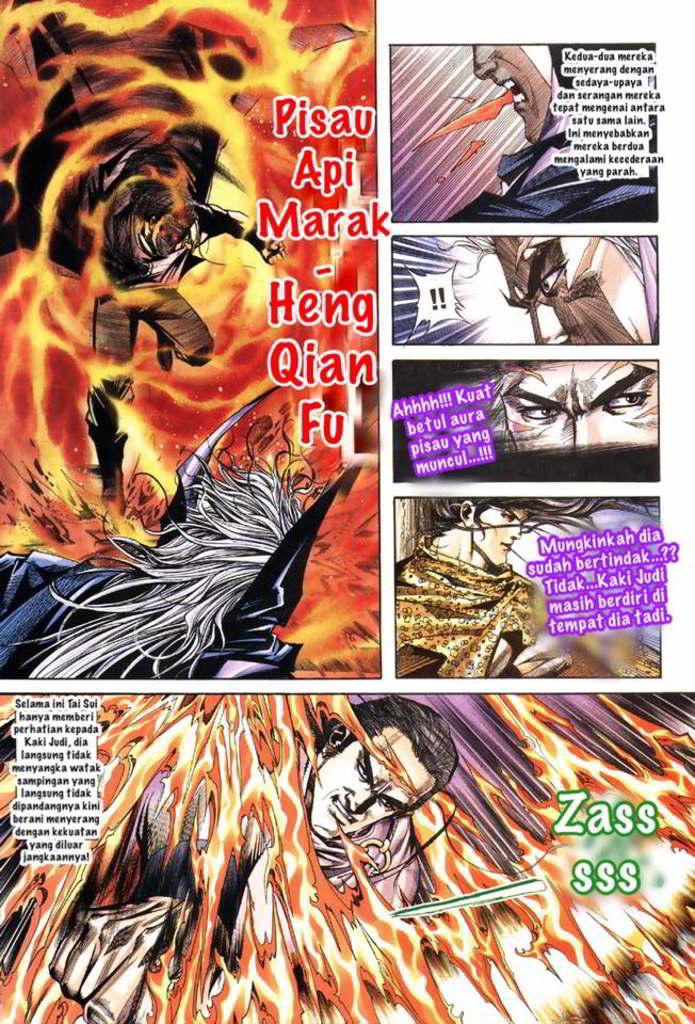 Pisau
Api
Marak
-
Heng
Qian
Fu
Kedua-dua mereka
menyerang dengan
sedaya-upaya
dan serangan mereka
tepat mengenai antara
satu sama lain.
Ini menyebabkan
mereka berdua
mengalami kecederaan
yang parah.
!!
Ahhhh!!! Kuat
betul aura
pisau yang
muncul...!!!
Mungkinkah dia
sudah bertindak...??
Tidak...Kaki Judi
masih berdiri di
tempat dia tadi.
Selama ini Tai Sui
hanya memberi
perhatian kepada
Kaki Judi, dia
langsung tidak
menyangka watak
sampingan yang
langsung tidak
dipandangnya kini
berani menyerang
dengan kekuatan
yang diluar
jangkaannya!
Zass
sss